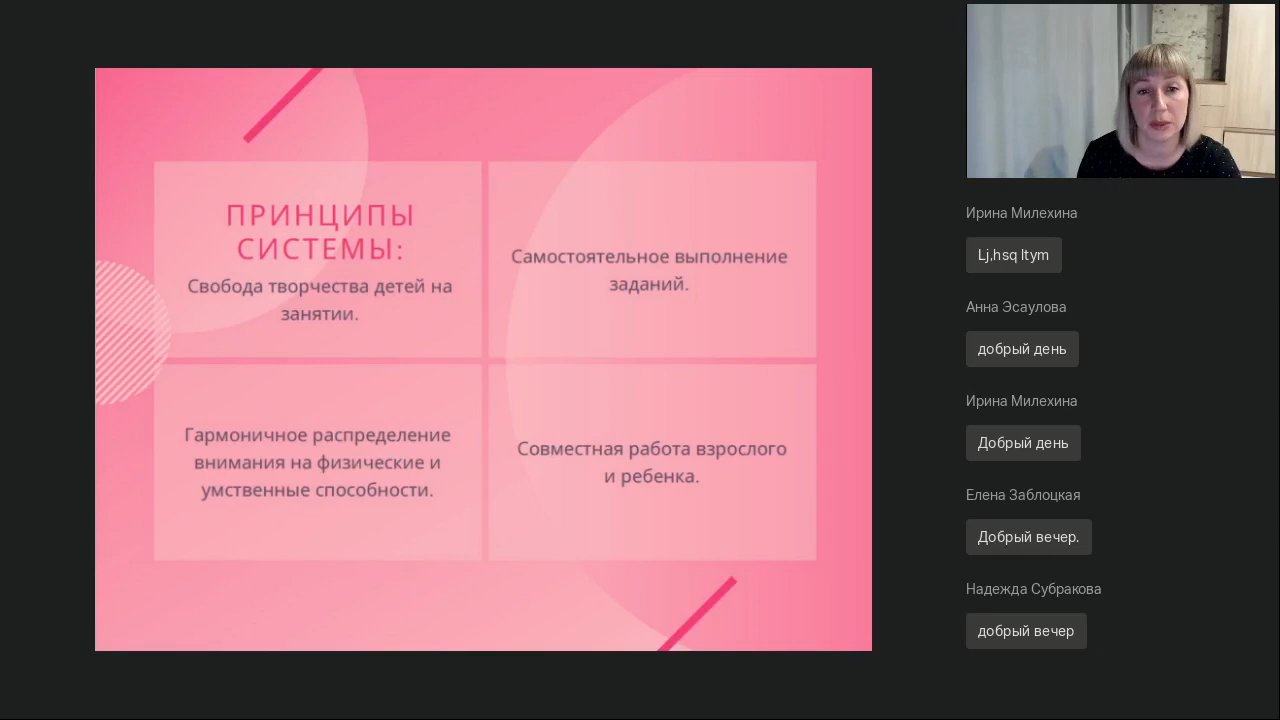 ПРИНЦИПЫ
СИСТЕМЫ:
Свобода творчества детей на
занятии.
Самостоятельное выполнение
заданий.
Гармоничное распределение
внимания на физические и
умственные способности.
Совместная работа взрослого
и ребенка.
Ирина Милехина
Lj,hsq ltym
Анна Эсаулова
добрый день
Ирина Милехина
Добрый день
Елена Заблоцкая
Добрый вечер.
Надежда Субракова
добрый вечер